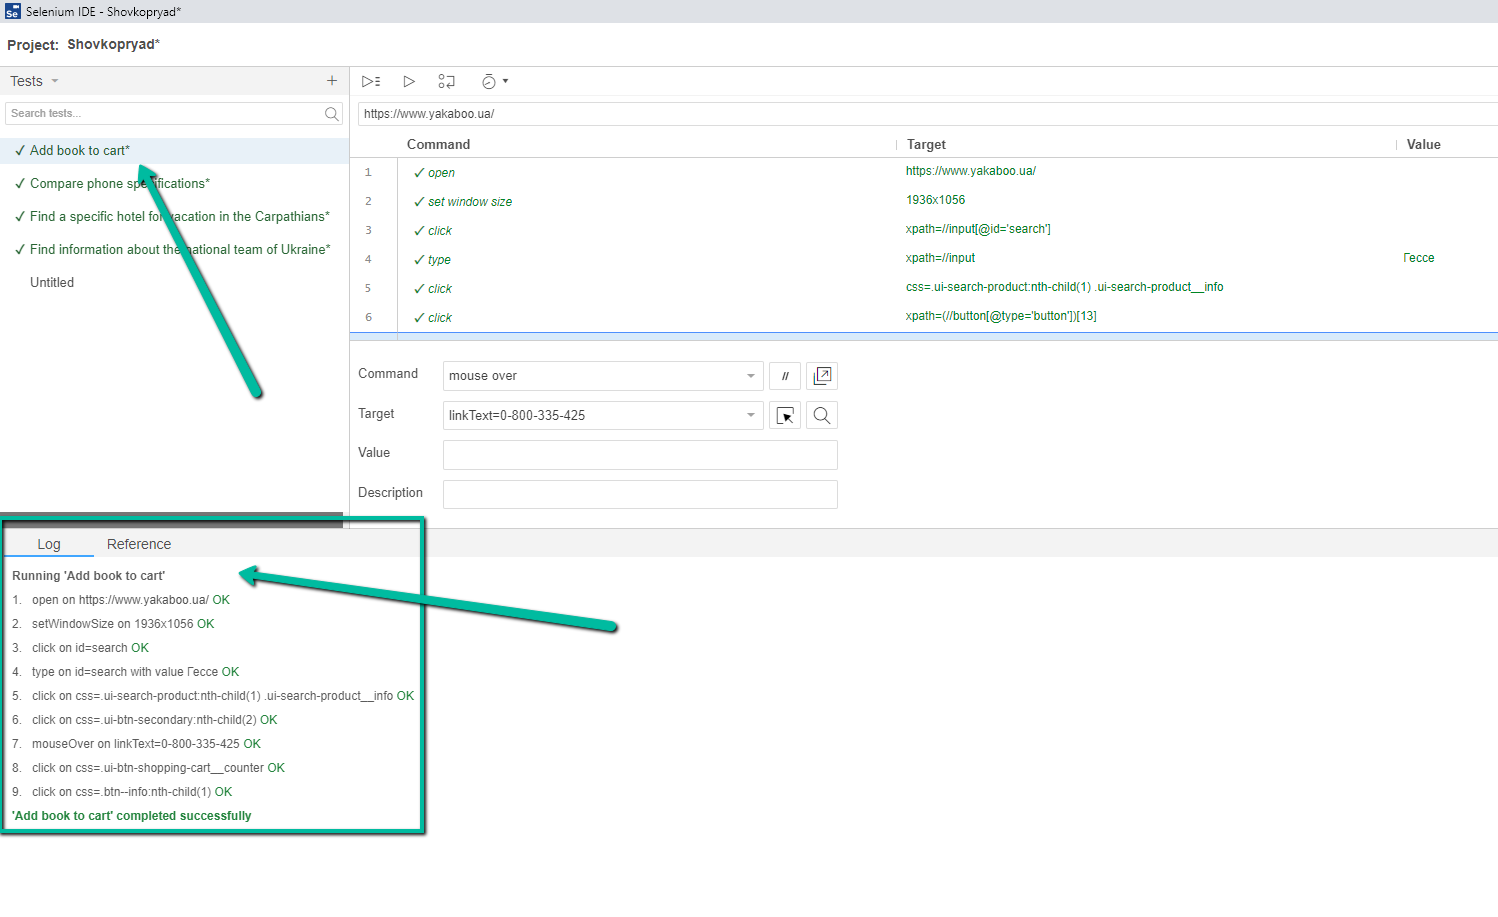 Se Selenium IDE - Shovkopryad*
Project: Shovkopryad*
Tests
Search tests...
✓ Add book to cart*
✓ Compare phone specifications*
✓ Find a specific hotel for vacation in the Carpathians*
✓ Find information about the national team of Ukraine*
Untitled
https://www.yakaboo.ua/
Command Target Value
1 ✓ open https://www.yakaboo.ua/
2 ✓ set window size 1936x1056
3 ✓ click xpath=//input[@id='search']
4 ✓ type xpath=//input Гессе
5 ✓ click css=.ui-search-product:nth-child(1) .ui-search-product__info
6 ✓ click xpath=(//button[@type='button'])[13]
Command mouse over //
Target linkText=0-800-335-425
Value
Description
Log Reference
Running 'Add book to cart'
1. open on https://www.yakaboo.ua/ OK
2. setWindowSize on 1936x1056 OK
3. click on id=search OK
4. type on id=search with value Гессе OK
5. click on css=.ui-search-product:nth-child(1) .ui-search-product__info OK
6. click on css=.ui-btn-secondary:nth-child(2) OK
7. mouseOver on linkText=0-800-335-425 OK
8. click on css=.ui-btn-shopping-cart__counter OK
9. click on css=.btn--info:nth-child(1) OK
'Add book to cart' completed successfully